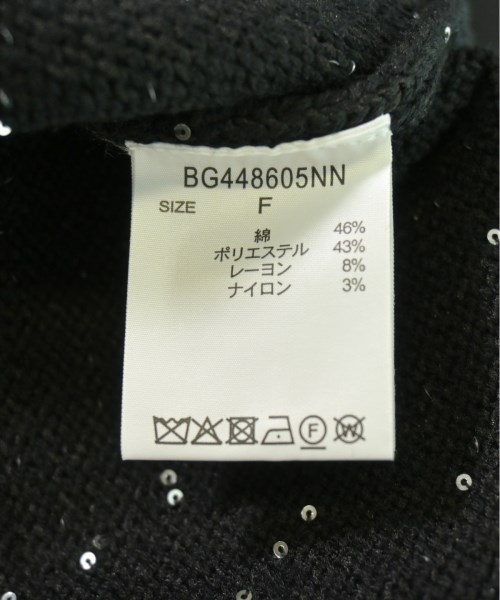 BG448605NN
SIZE F
綿 46%
ポリエステル 43%
レーヨン 8%
ナイロン 3%
F W